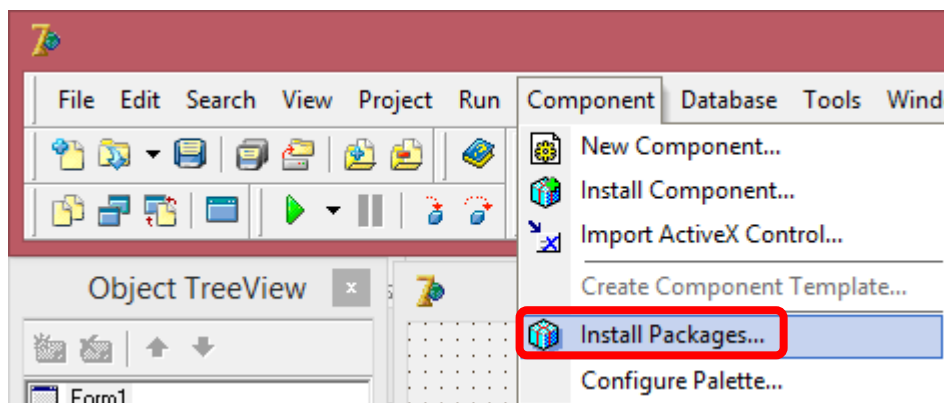 File Edit Search View Project Run Component Database Tools Wind
New Component...
Install Component...
Import ActiveX Control...
Object TreeView
Create Component Template...
Install Packages...
Form1
Configure Palette...